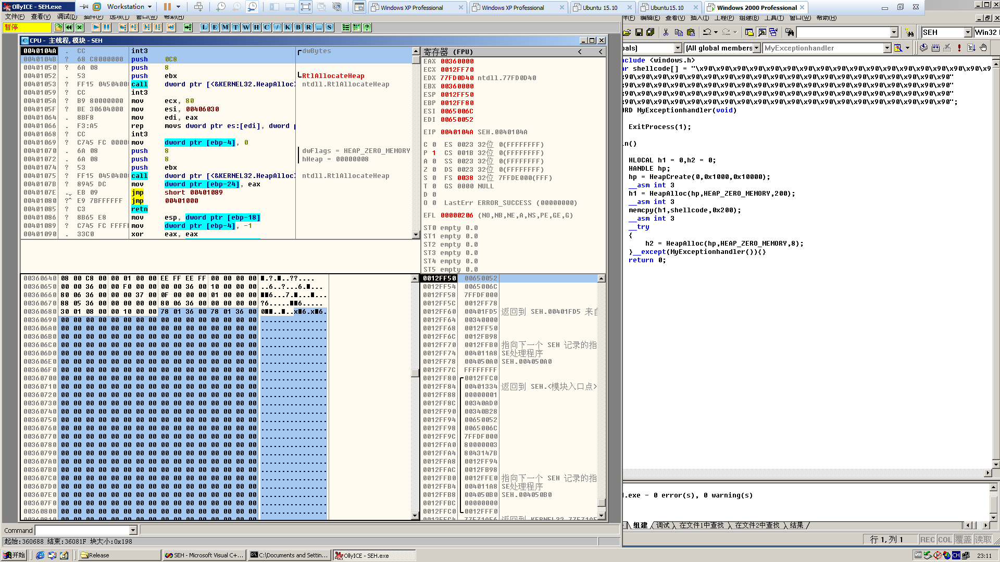 OllyICE - SEH.exe
Workstation
Windows XP Professional
Windows XP Professional
Ubuntu 15.10
Ubuntu15.10
Windows 2000 Professional
文件(F) 查看(V) 调试(D) 插件(P) 选项(T) 窗口(W) 帮助(H)
暂停
L E M T W H C / K B R ... S
CPU - 主线程, 模块 - SEH
0040104A . CC int3 dwBytes
0040104B ? 68 C8000000 push 0C8
00401050 ? 6A 08 push 8
00401052 . 53 push ebx RtlAllocateHeap
00401053 ? FF15 04504000 call dword ptr [<&KERNEL32.HeapAlloc> ntdll.RtlAllocateHeap
00401059 ? CC int3
0040105A . B9 80000000 mov ecx, 80
0040105F . BE 30604000 mov esi, 00406030
00401064 . 8BF8 mov edi, eax
00401066 . F3:A5 rep movs dword ptr es:[edi], dword p
00401068 ? CC int3
00401069 ? C745 FC 0000 mov dword ptr [ebp-4], 0
00401070 . 6A 08 push 8 dwFlags = HEAP_ZERO_MEMORY
00401072 . 6A 08 push 8 hHeap = 00000008
00401074 ? 53 push ebx
00401075 ? FF15 04504000 call dword ptr [<&KERNEL32.HeapAlloc> ntdll.RtlAllocateHeap
0040107B ? 8945 DC mov dword ptr [ebp-24], eax
0040107E . EB 09 jmp short 00401089
00401080 ?^ E9 7BFFFFFF jmp 00401000
00401085 ? C3 retn
00401086 ? 8B65 E8 mov esp, dword ptr [ebp-18]
00401089 ? C745 FC FFFFF mov dword ptr [ebp-4], -1
00401090 . 33C0 xor eax, eax
寄存器 (FPU) < <
EAX 00360000
ECX 0012FF70
EDX 77FD0D40 ntdll.77FD0D40
EBX 00360000
ESP 0012FF50
EBP 0012FF80
ESI 0065006C
EDI 00650052
EIP 0040104A SEH.0040104A
C 0 ES 0023 32位 0(FFFFFFFF)
P 1 CS 001B 32位 0(FFFFFFFF)
A 0 SS 0023 32位 0(FFFFFFFF)
Z 0 DS 0023 32位 0(FFFFFFFF)
S 0 FS 0038 32位 7FFDE000(FFF)
T 0 GS 0000 NULL
D 0
O 0 LastErr ERROR_SUCCESS (00000000)
EFL 00000206 (NO,NB,NE,A,NS,PE,GE,G)
ST0 empty 0.0
ST1 empty 0.0
ST2 empty 0.0
ST3 empty 0.0
ST4 empty 0.0
ST5 empty 0.0
00360640 08 00 C8 00 00 01 00 00 EE FF EE FF 00 00 00 00
00360650 00 00 36 00 00 F0 00 00 00 00 36 00 10 00 00 00
00360660 80 06 36 00 00 00 37 00 0F 00 00 00 01 00 00 00
00360670 88 05 36 00 00 00 00 00 80 06 36 00 00 00 00 00
00360680 30 01 08 00 00 10 00 00 78 01 36 00 78 01 36 00
00360690 00 00 00 00 00 00 00 00 00 00 00 00 00 00 00 00
003606A0 00 00 00 00 00 00 00 00 00 00 00 00 00 00 00 00
003606B0 00 00 00 00 00 00 00 00 00 00 00 00 00 00 00 00
003606C0 00 00 00 00 00 00 00 00 00 00 00 00 00 00 00 00
003606D0 00 00 00 00 00 00 00 00 00 00 00 00 00 00 00 00
003606E0 00 00 00 00 00 00 00 00 00 00 00 00 00 00 00 00
003606F0 00 00 00 00 00 00 00 00 00 00 00 00 00 00 00 00
00360700 00 00 00 00 00 00 00 00 00 00 00 00 00 00 00 00
00360710 00 00 00 00 00 00 00 00 00 00 00 00 00 00 00 00
00360720 00 00 00 00 00 00 00 00 00 00 00 00 00 00 00 00
00360730 00 00 00 00 00 00 00 00 00 00 00 00 00 00 00 00
00360740 00 00 00 00 00 00 00 00 00 00 00 00 00 00 00 00
00360750 00 00 00 00 00 00 00 00 00 00 00 00 00 00 00 00
00360760 00 00 00 00 00 00 00 00 00 00 00 00 00 00 00 00
00360770 00 00 00 00 00 00 00 00 00 00 00 00 00 00 00 00
00360780 00 00 00 00 00 00 00 00 00 00 00 00 00 00 00 00
00360790 00 00 00 00 00 00 00 00 00 00 00 00 00 00 00 00
003607A0 00 00 00 00 00 00 00 00 00 00 00 00 00 00 00 00
003607B0 00 00 00 00 00 00 00 00 00 00 00 00 00 00 00 00
003607C0 00 00 00 00 00 00 00 00 00 00 00 00 00 00 00 00
003607D0 00 00 00 00 00 00 00 00 00 00 00 00 00 00 00 00
003607E0 00 00 00 00 00 00 00 00 00 00 00 00 00 00 00 00
003607F0 00 00 00 00 00 00 00 00 00 00 00 00 00 00 00 00
00360800 00 00 00 00 00 00 00 00 00 00 00 00 00 00 00 00
0012FF50 00650052
0012FF54 0065006C
0012FF58 7FFDF000
0012FF5C 0012FF78
0012FF60 00401FD5 返回到 SEH.00401FD5 来自
0012FF64 00340000
0012FF68 0012FF50
0012FF6C 0012FB98
0012FF70 0012FFB0 指向下一个 SEH 记录的指
0012FF74 004011A8 SE处理程序
0012FF78 004050A0 SEH.004050A0
0012FF7C FFFFFFFF
0012FF80 0012FFC0
0012FF84 00401334 返回到 SEH.<模块入口点>
0012FF88 00000001
0012FF8C 00340AD0
0012FF90 00340B28
0012FF94 00650052
0012FF98 0065006C
0012FF9C 7FFDF000
0012FFA0 80000003
0012FFA4 8043147B
0012FFA8 0012FF94
0012FFAC 0012FB98
0012FFB0 0012FFE0 指向下一个 SEH 记录的指
0012FFB4 004011A8 SE处理程序
0012FFB8 004050B0 SEH.004050B0
0012FFBC 00000000
0012FFC0 0012FFF0
Command
起始:360688 结束:36081F 块大小:0x198
件(F) 编辑(E) 查看(V) 插入(I) 工程(P) 组建(B) 工具(T) 窗口(W) 帮助(H)
SEH Win32
bals) (All global members MyExceptionhandler
nclude <windows.h>
ar shellcode[] = "\x90\x90\x90\x90\x90\x90\x90\x90\x90\x90\x90\x90\x90\x90\x9
x90\x90\x90\x90\x90\x90\x90\x90\x90\x90\x90\x90\x90\x90\x90\x90"
x90\x90\x90\x90\x90\x90\x90\x90\x90\x90\x90\x90\x90\x90\x90\x90"
x90\x90\x90\x90\x90\x90\x90\x90\x90\x90\x90\x90\x90\x90\x90\x90"
x90\x90\x90\x90\x90\x90\x90\x90\x90\x90\x90\x90\x90\x90\x90\x90";
ORD MyExceptionhandler(void)
ExitProcess(1);
in()
HLOCAL h1 = 0,h2 = 0;
HANDLE hp;
hp = HeapCreate(0,0x1000,0x10000);
__asm int 3
h1 = HeapAlloc(hp,HEAP_ZERO_MEMORY,200);
__asm int 3
memcpy(h1,shellcode,0x200);
__asm int 3
__try
{
h2 = HeapAlloc(hp,HEAP_ZERO_MEMORY,8);
}__except(MyExceptionhandler()){}
return 0;
H.exe - 0 error(s), 0 warning(s)
组建 调试 在文件1中查找 在文件2中查找 结果
行 1, 列 1 REC COL 覆盖 读取
开始 Release SEH - Microsoft Visual C+... C:\Documents and Settin... OllyICE - SEH.exe CH 23:11